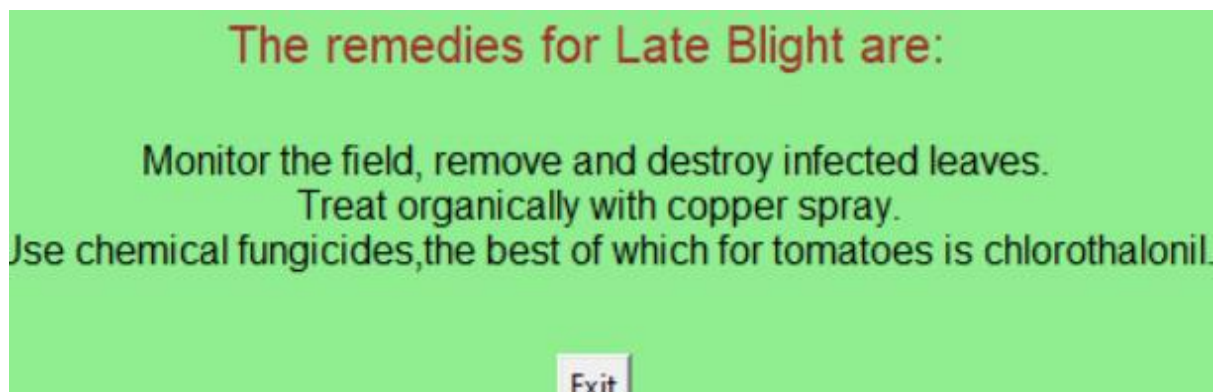 The remedies for Late Blight are:
Monitor the field, remove and destroy infected leaves.
Treat organically with copper spray.
Use chemical fungicides,the best of which for tomatoes is chlorothalonil.
Exit